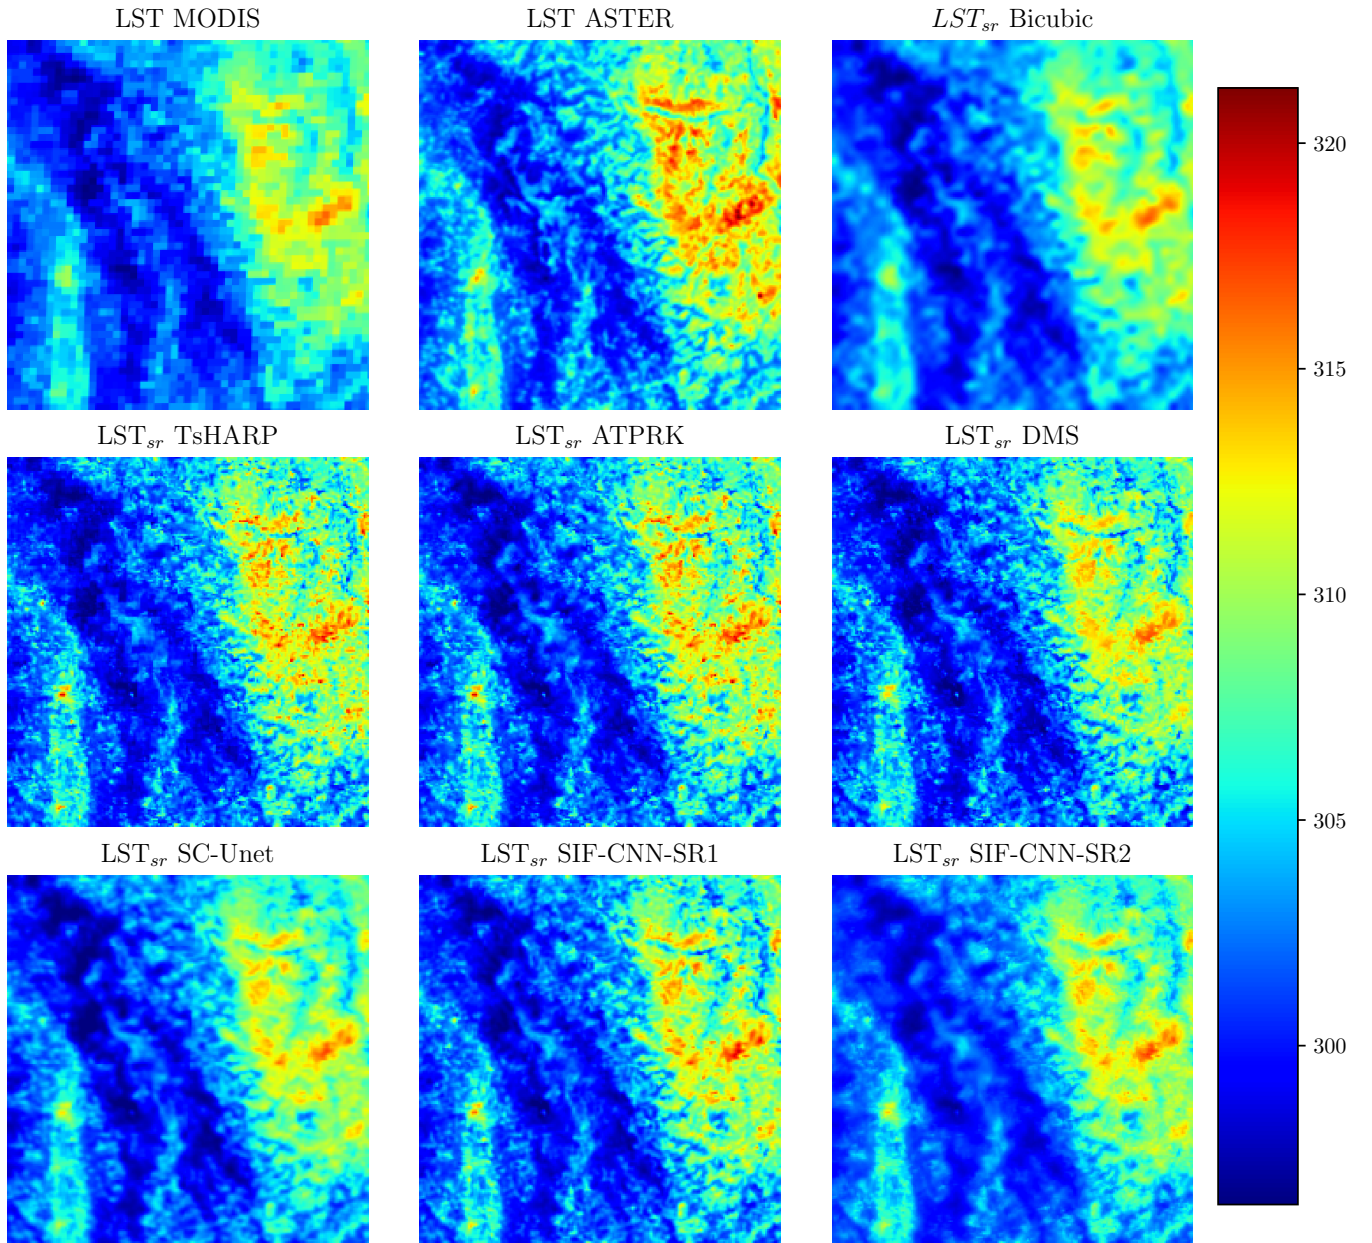 LST MODIS
LST ASTER
LST_sr Bicubic
LST_sr TsHARP
LST_sr ATPRK
LST_sr DMS
LST_sr SC-Unet
LST_sr SIF-CNN-SR1
LST_sr SIF-CNN-SR2
320
315
310
305
300